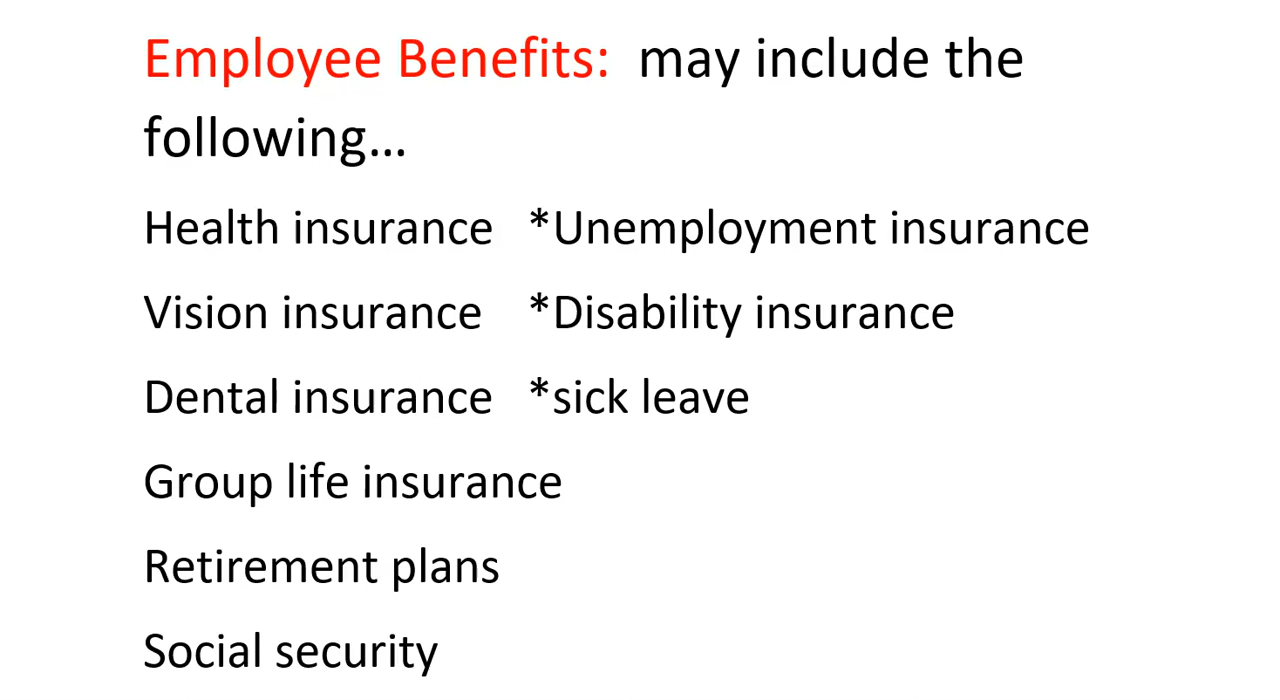 Employee Benefits: may include the
following...
Health insurance *Unemployment insurance
Vision insurance *Disability insurance
Dental insurance *sick leave
Group life insurance
Retirement plans
Social security